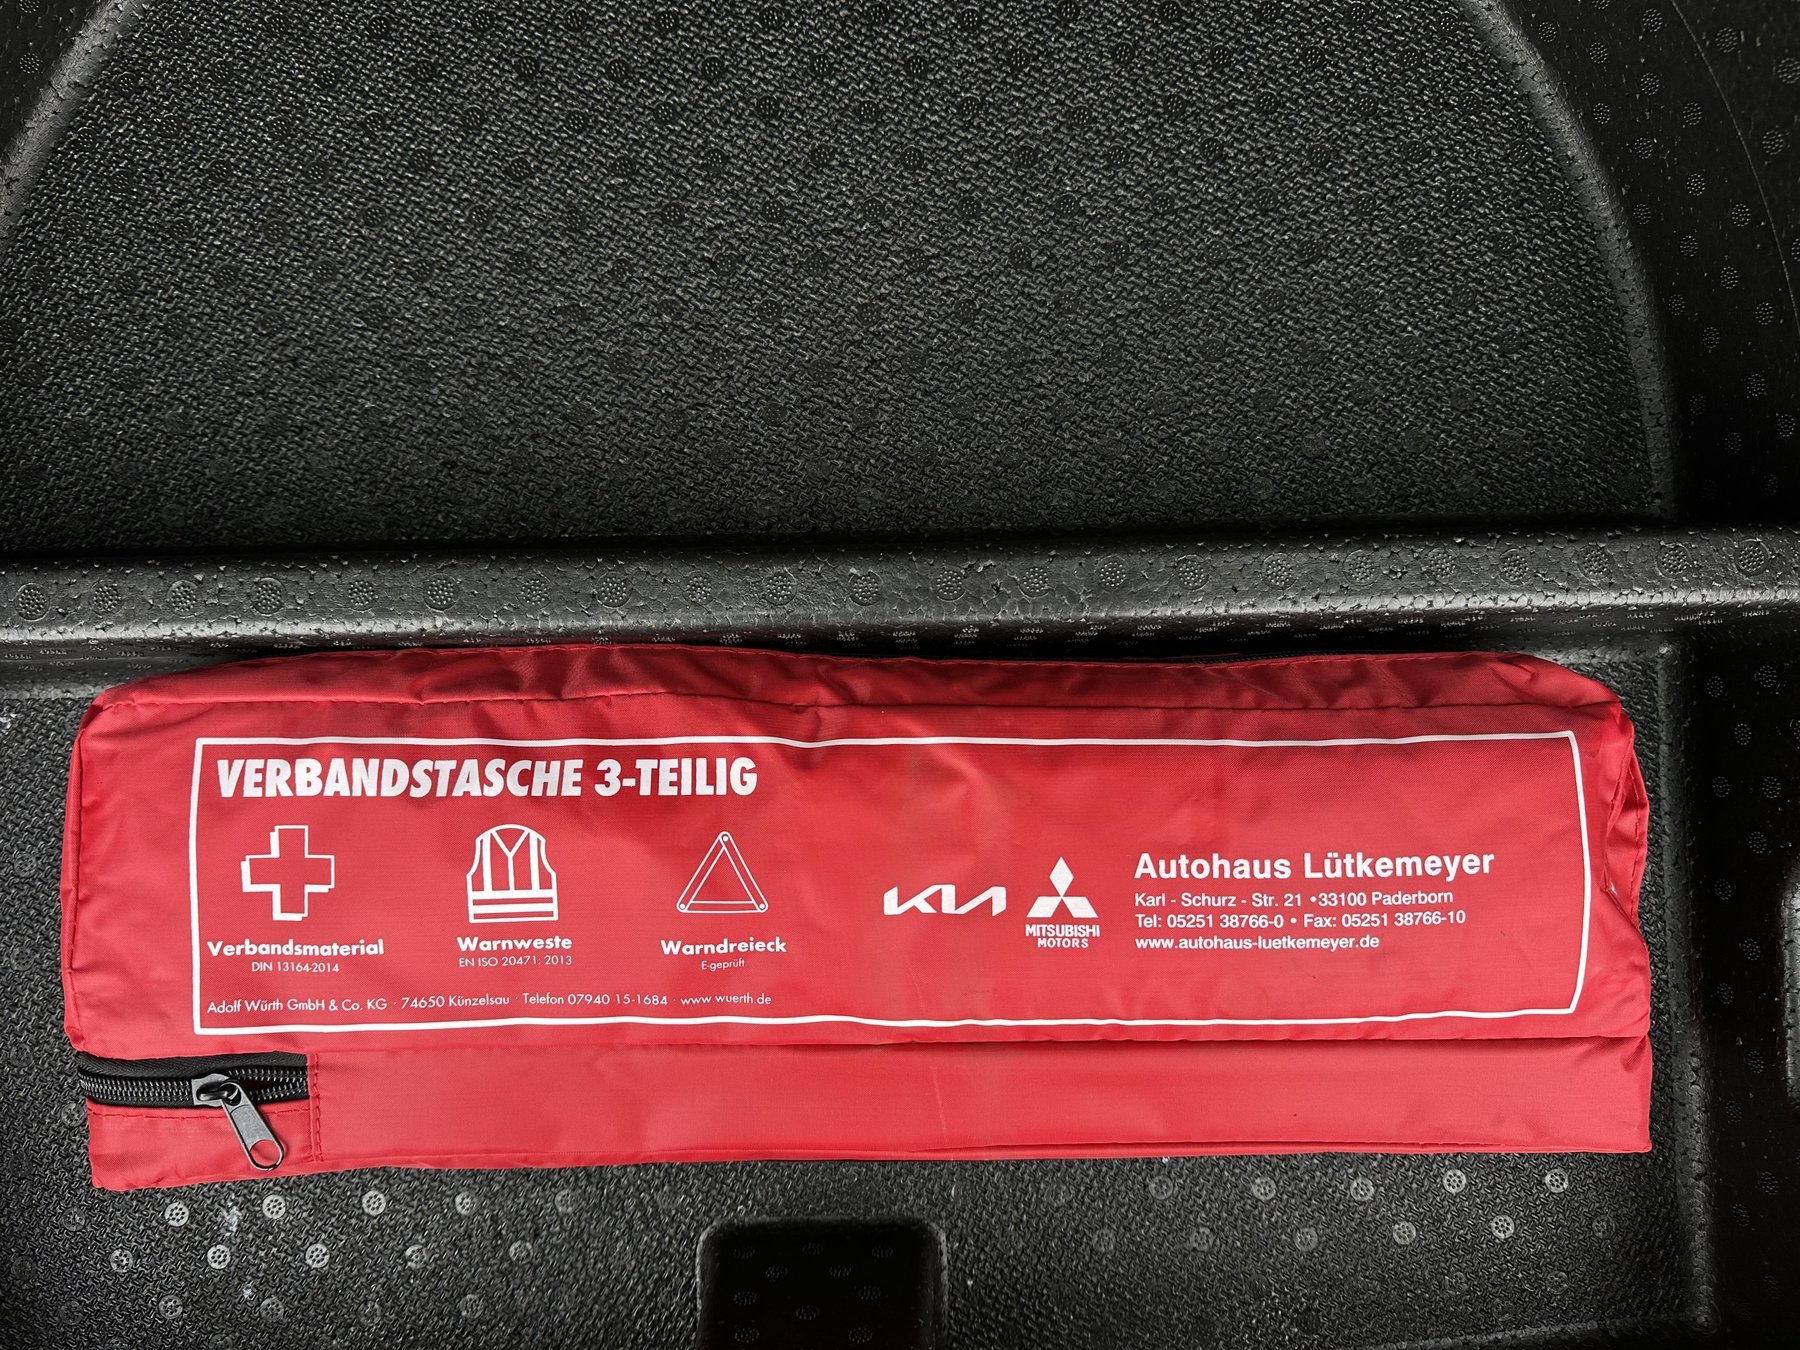 VERBANDSTASCHE 3-TEILIG
Verbandsmaterial
DIN 13164-2014
Warnweste
EN ISO 20471: 2013
Warndreieck
E-geprüft
Adolf Würth GmbH & Co. KG · 74650 Künzelsau · Telefon 07940 15-1684 · www.wuerth.de
KIA
MITSUBISHI
MOTORS
Autohaus Lütkemeyer
Karl - Schurz - Str. 21 •33100 Paderborn
Tel: 05251 38766-0 • Fax: 05251 38766-10
www.autohaus-luetkemeyer.de